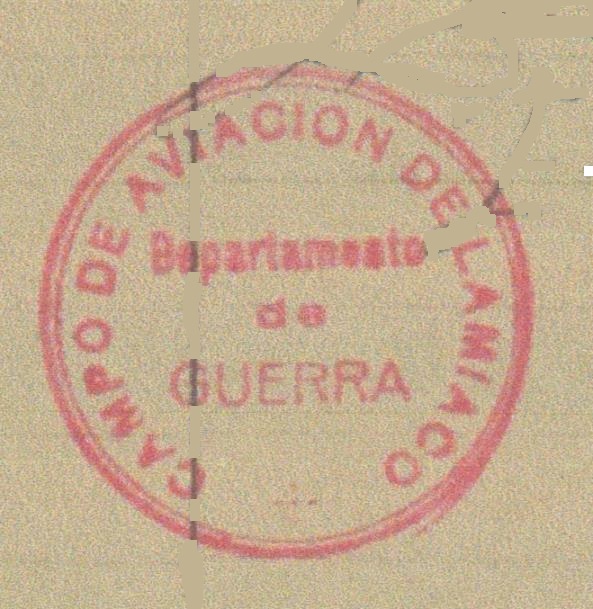 CAMPO DE AVIACION DE LAMIACO
Departamento
de
GUERRA